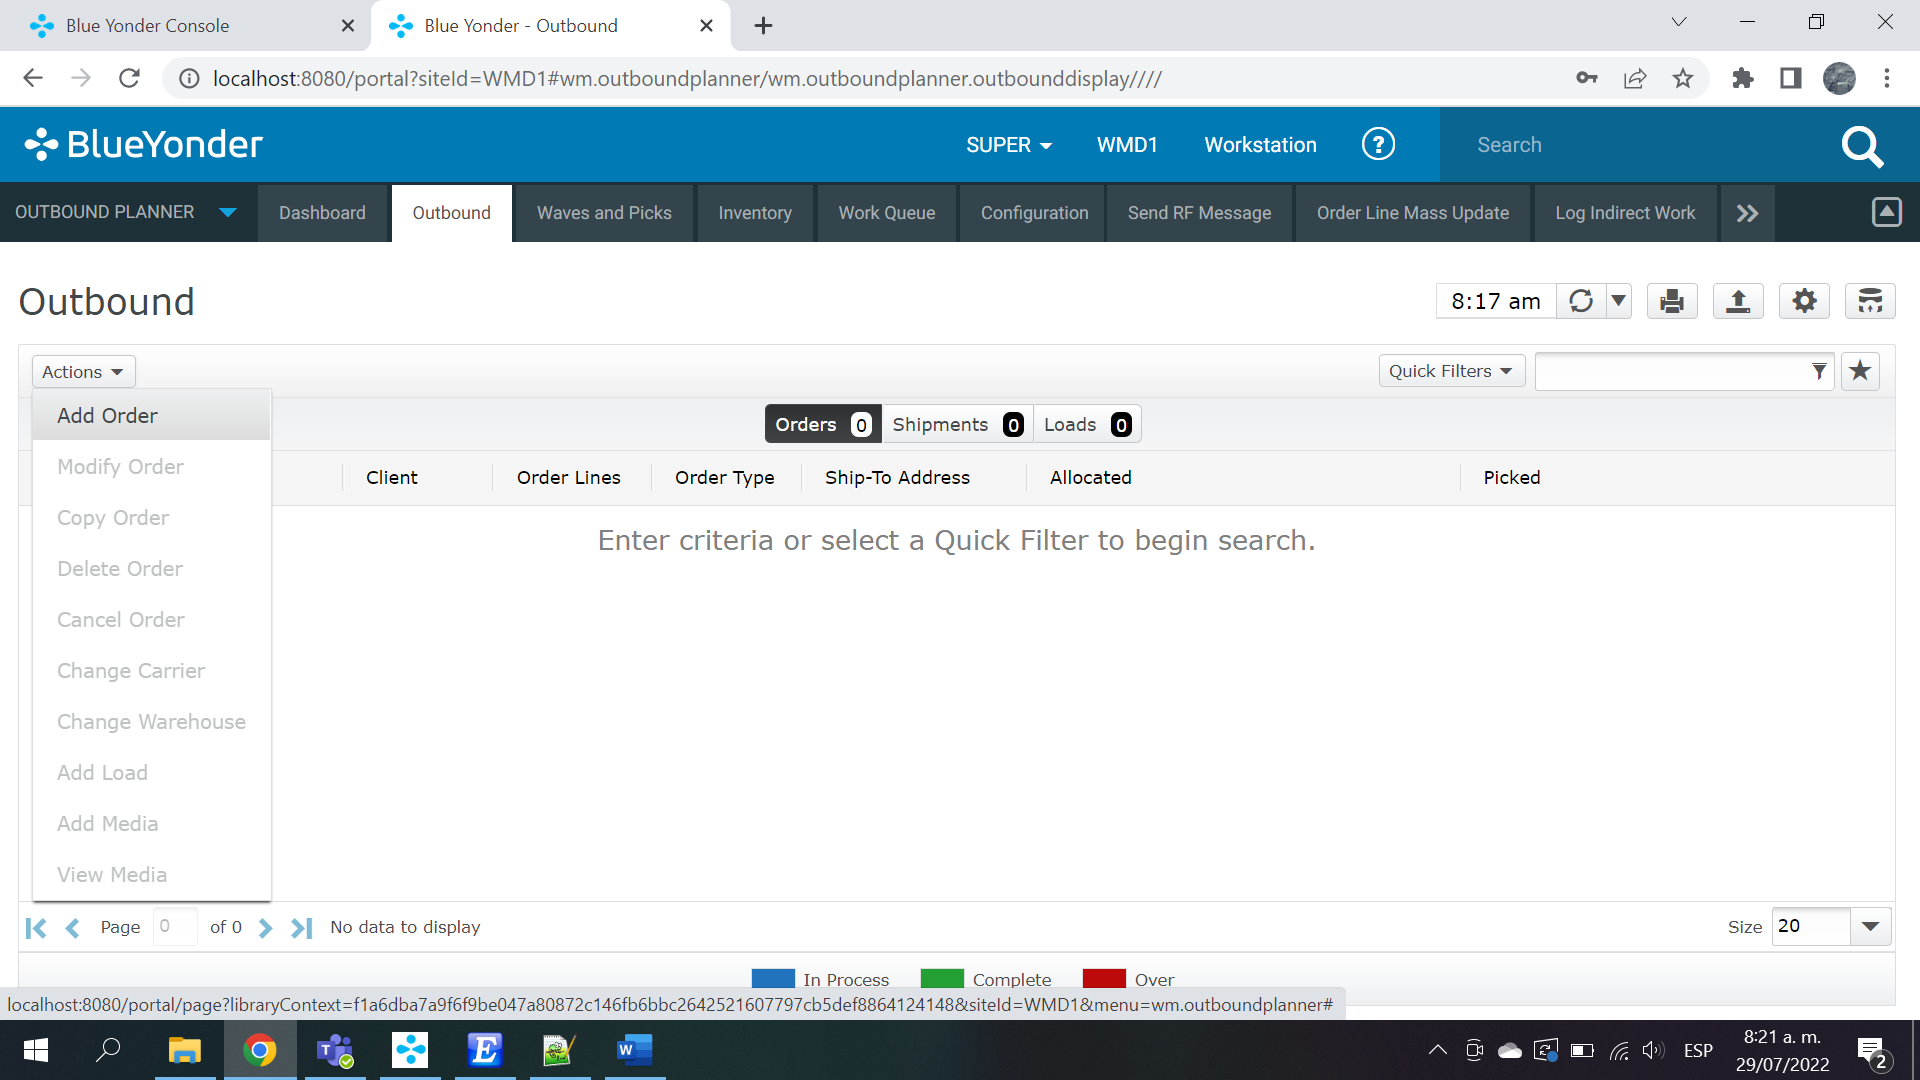 Blue Yonder Console
Blue Yonder - Outbound
localhost:8080/portal?siteId=WMD1#wm.outboundplanner/wm.outboundplanner.outbounddisplay////
BlueYonder
SUPER
WMD1
Workstation
?
Search
OUTBOUND PLANNER
Dashboard
Outbound
Waves and Picks
Inventory
Work Queue
Configuration
Send RF Message
Order Line Mass Update
Log Indirect Work
Outbound
8:17 am
Actions
Quick Filters
Add Order
Modify Order
Copy Order
Delete Order
Cancel Order
Change Carrier
Change Warehouse
Add Load
Add Media
View Media
Orders 0
Shipments 0
Loads 0
Client
Order Lines
Order Type
Ship-To Address
Allocated
Picked
Enter criteria or select a Quick Filter to begin search.
Page 0 of 0
No data to display
Size 20
In Process
Complete
Over
localhost:8080/portal/page?libraryContext=f1a6dba7a9f6f9be047a80872c146fb6bbc2642521607797cb5def8864124148&siteId=WMD1&menu=wm.outboundplanner#
T
E
W
ESP
8:21 a. m.
29/07/2022
2